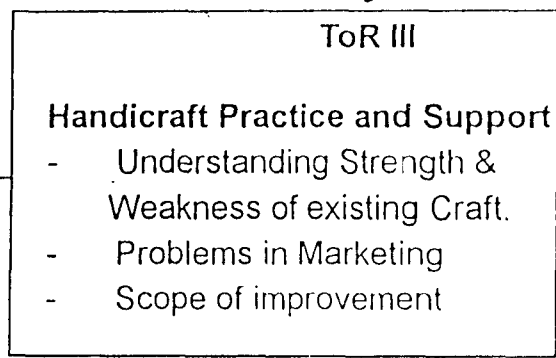 ToR III
Handicraft Practice and Support
- Understanding Strength &
Weakness of existing Craft.
- Problems in Marketing
- Scope of improvement